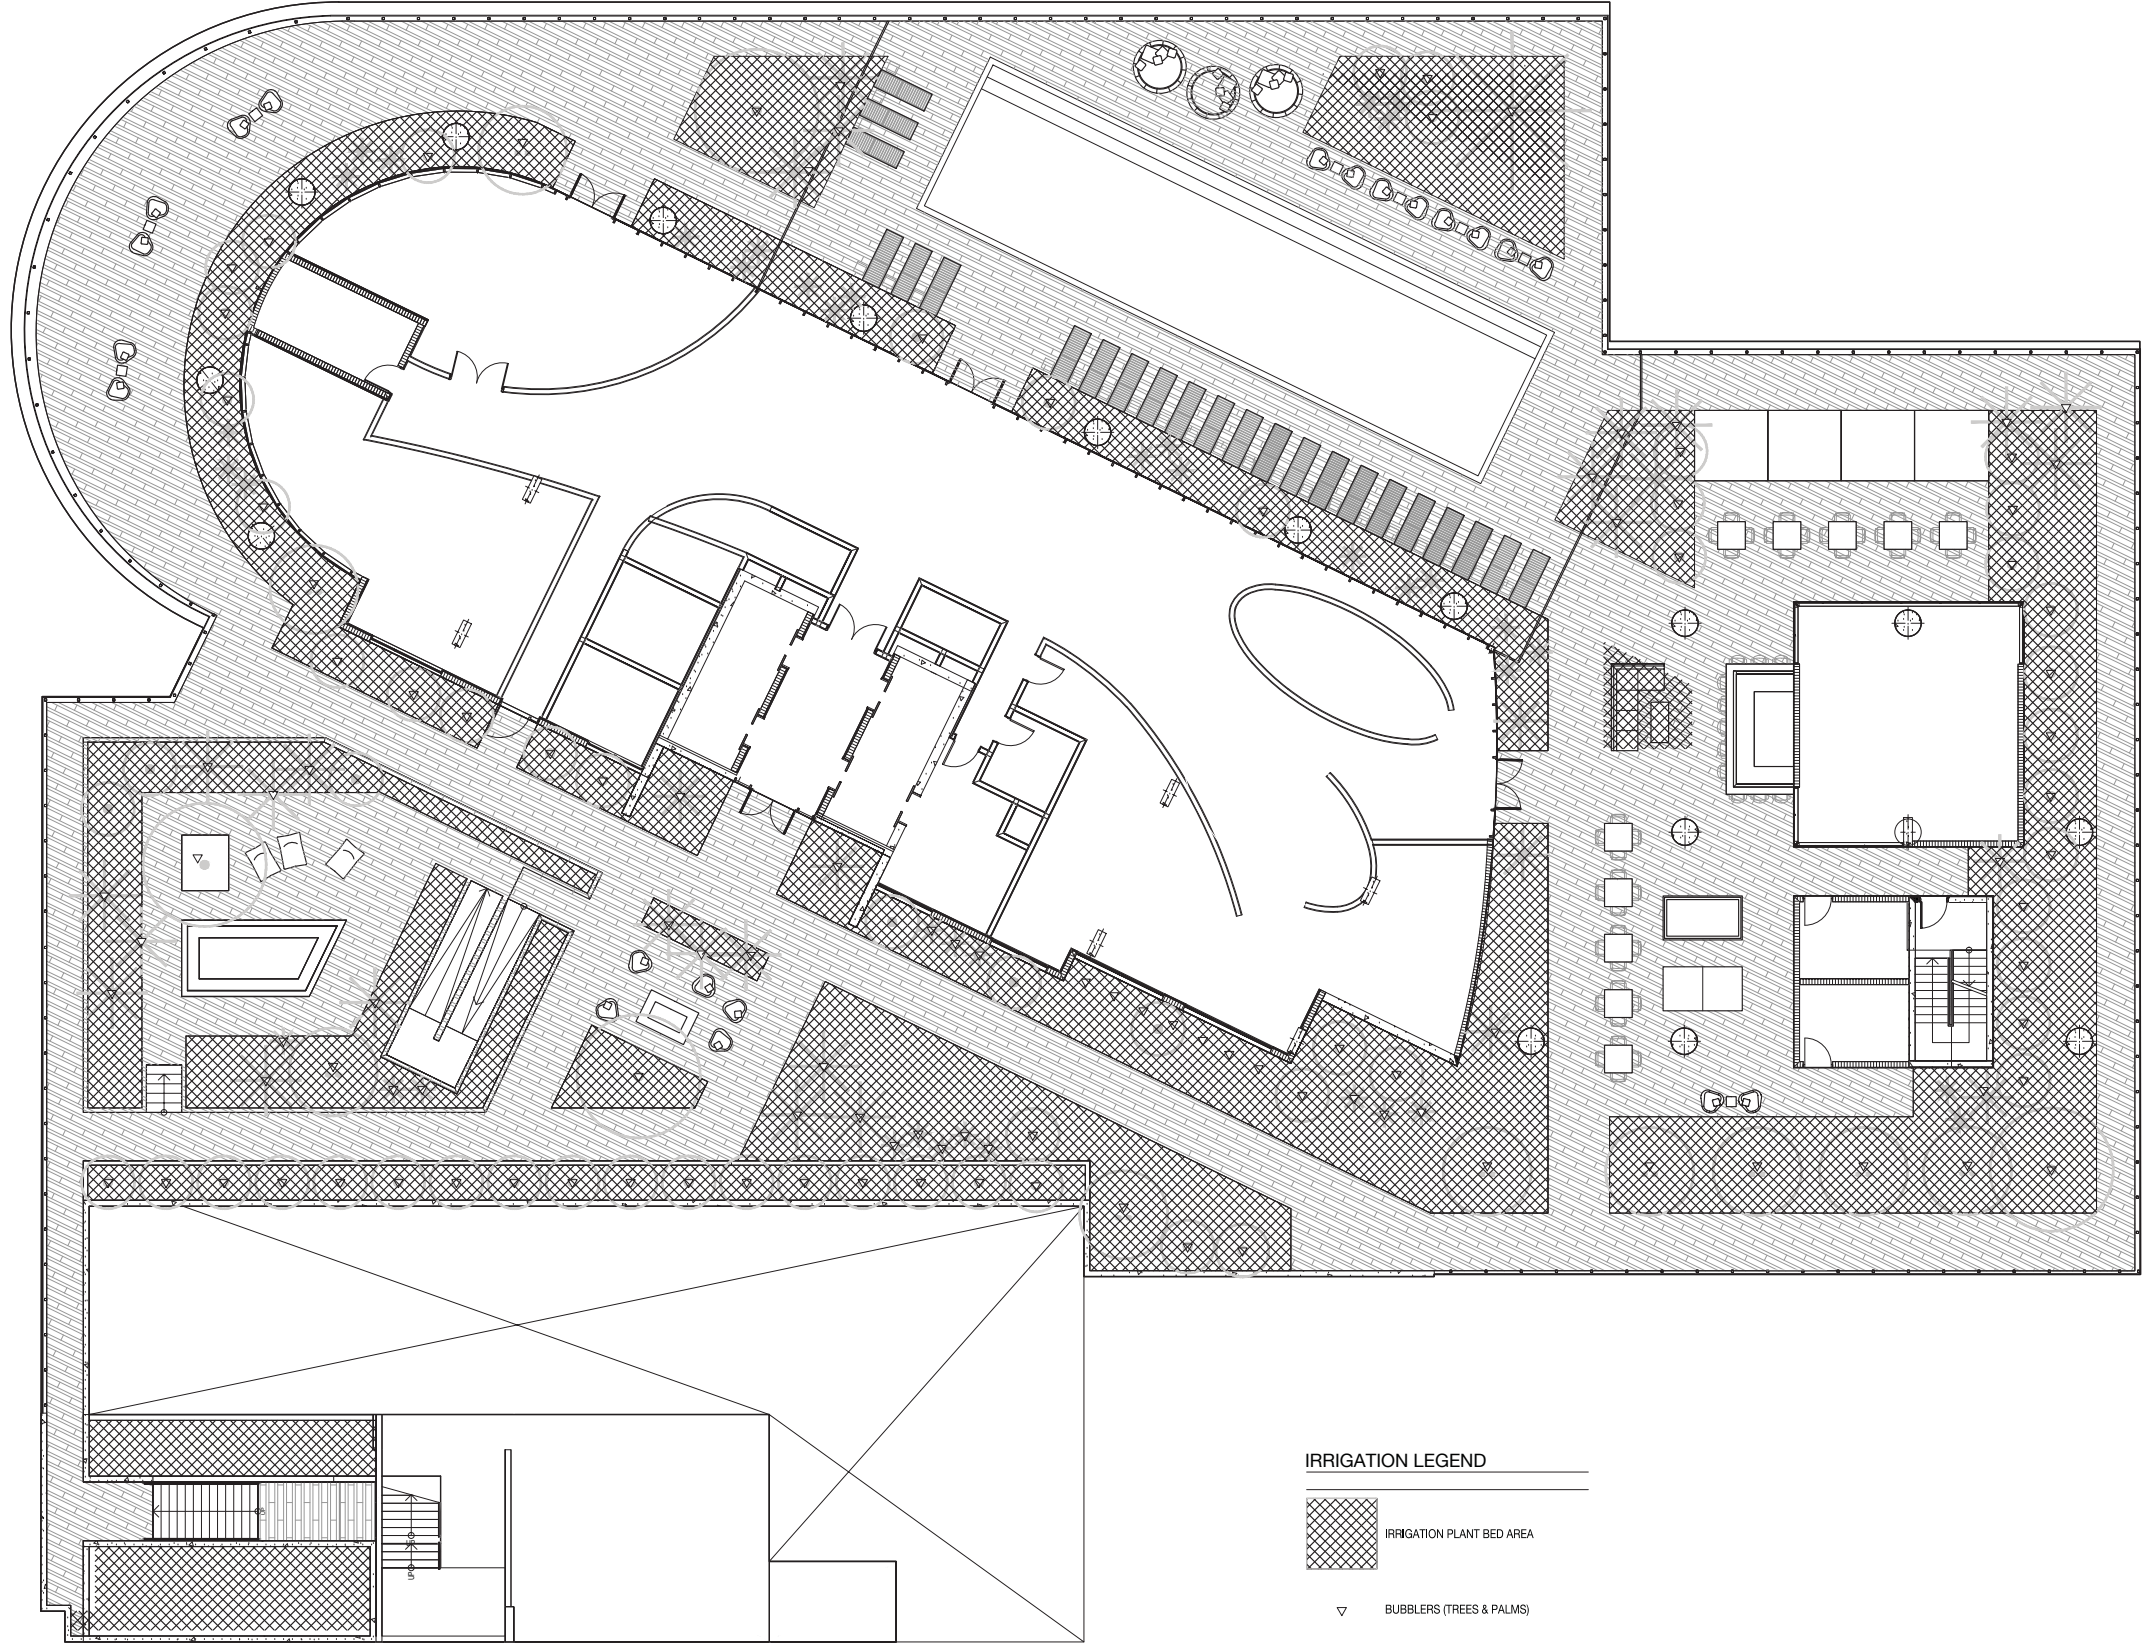 IRRIGATION LEGEND
IRRIGATION PLANT BED AREA
BUBBLERS (TREES & PALMS)
UP